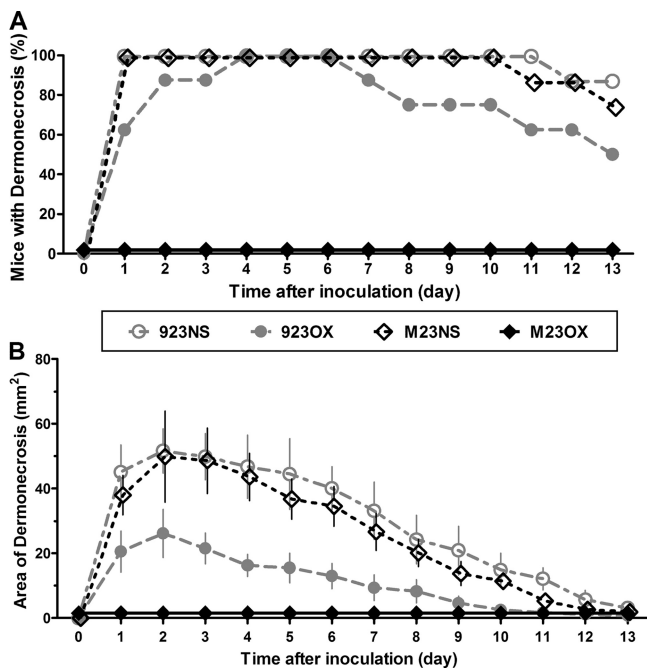 A
Mice with Dermonecrosis (%)
100
80
60
40
20
0
0 1 2 3 4 5 6 7 8 9 10 11 12 13
Time after inoculation (day)
923NS 923OX M23NS M23OX
B
Area of Dermonecrosis (mm²)
80
60
40
20
0
0 1 2 3 4 5 6 7 8 9 10 11 12 13
Time after inoculation (day)